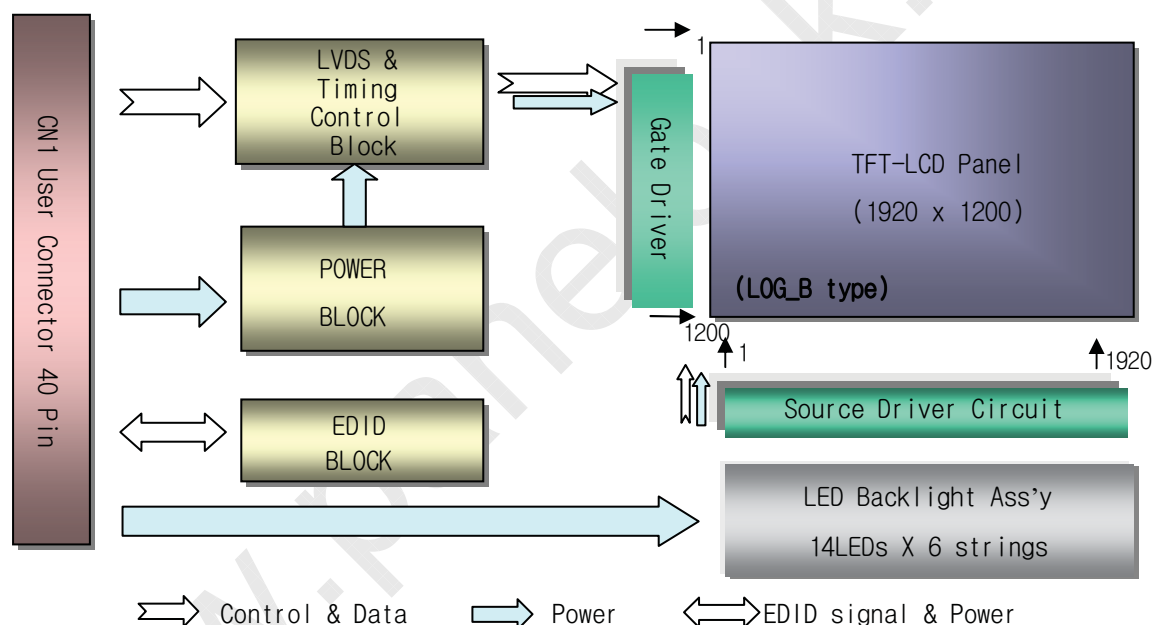 CN1 User Connector 40 Pin
LVDS &
Timing
Control
Block
POWER
BLOCK
EDID
BLOCK
Gate Driver
1
1200
TFT-LCD Panel
(1920 x 1200)
(LOG_B type)
1
1920
Source Driver Circuit
LED Backlight Ass’y
14LEDs X 6 strings
Control & Data
Power
EDID signal & Power